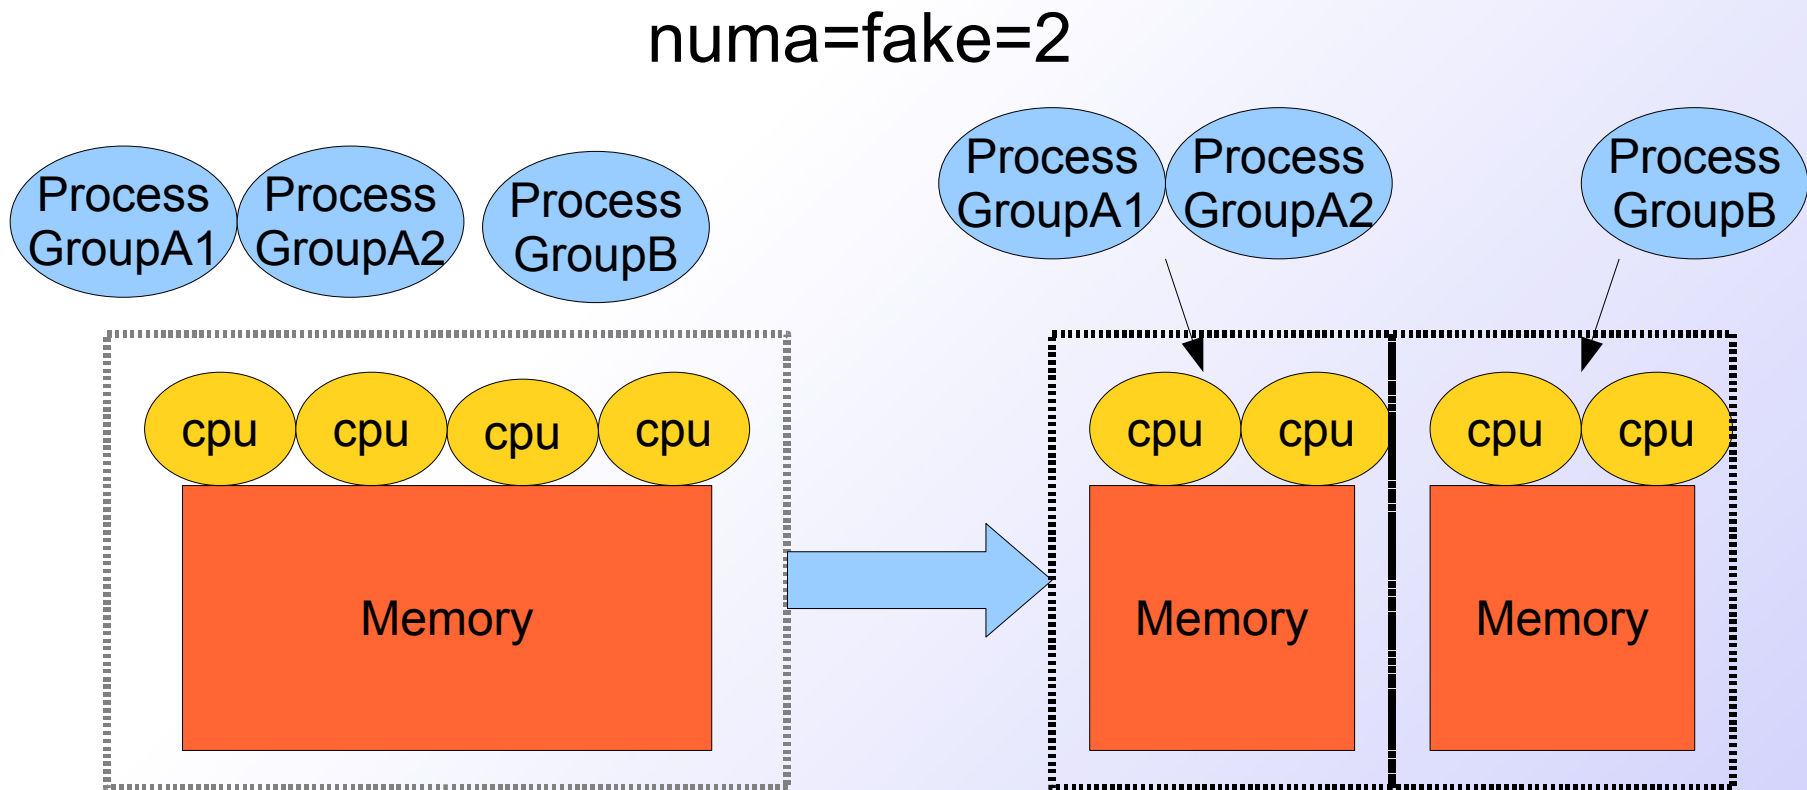 numa=fake=2
Process
GroupA1
Process
GroupA2
Process
GroupB
cpu
cpu
cpu
cpu
Memory
Process
GroupA1
Process
GroupA2
Process
GroupB
cpu
cpu
cpu
cpu
Memory
Memory